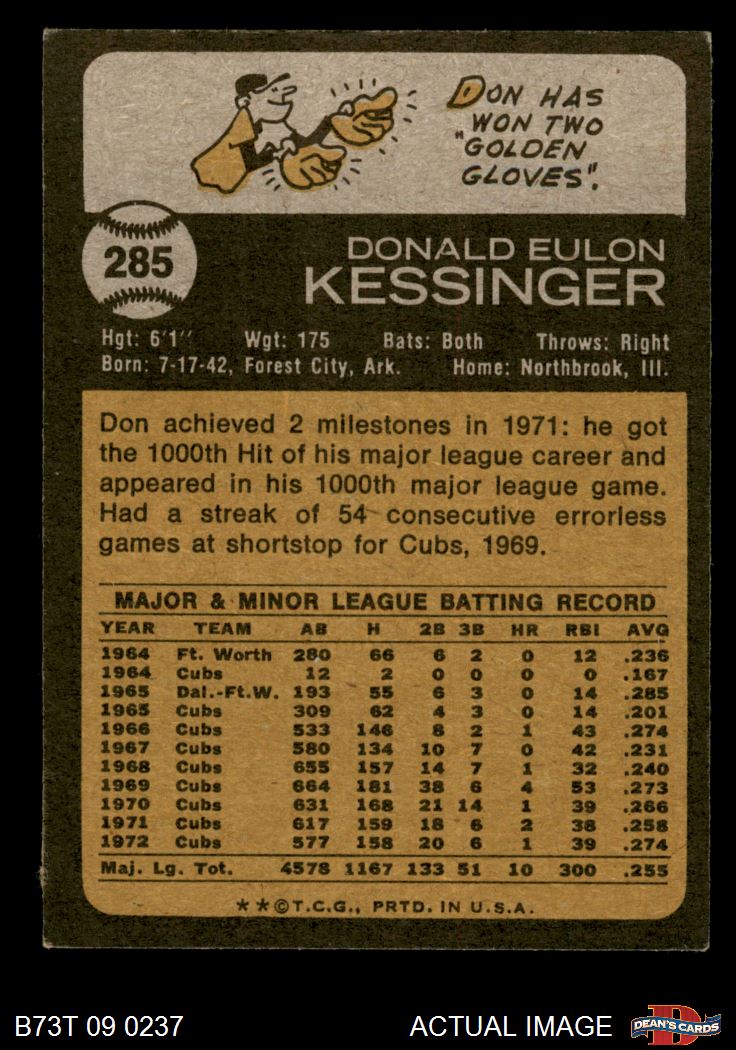 DON HAS
WON TWO
"GOLDEN
GLOVES".
285
DONALD EULON
KESSINGER
Hgt: 6'1" Wgt: 175 Bats: Both Throws: Right
Born: 7-17-42, Forest City, Ark. Home: Northbrook, Ill.
Don achieved 2 milestones in 1971: he got
the 1000th Hit of his major league career and
appeared in his 1000th major league game.
Had a streak of 54 consecutive errorless
games at shortstop for Cubs, 1969.
MAJOR & MINOR LEAGUE BATTING RECORD
YEAR TEAM AB H 2B 3B HR RBI AVG
1964 Ft. Worth 280 66 6 2 0 12 .236
1964 Cubs 12 2 0 0 0 0 .167
1965 Dal.-Ft.W. 193 55 6 3 0 14 .285
1965 Cubs 309 62 4 3 0 14 .201
1966 Cubs 533 146 8 2 1 43 .274
1967 Cubs 580 134 10 7 0 42 .231
1968 Cubs 655 157 14 7 1 32 .240
1969 Cubs 664 181 38 6 4 53 .273
1970 Cubs 631 168 21 14 1 39 .266
1971 Cubs 617 159 18 6 2 38 .258
1972 Cubs 577 158 20 6 1 39 .274
Maj. Lg. Tot. 4578 1167 133 51 10 300 .255
**©T.C.G., PRTD. IN U.S.A.
B73T 09 0237 ACTUAL IMAGE DEAN'S CARDS